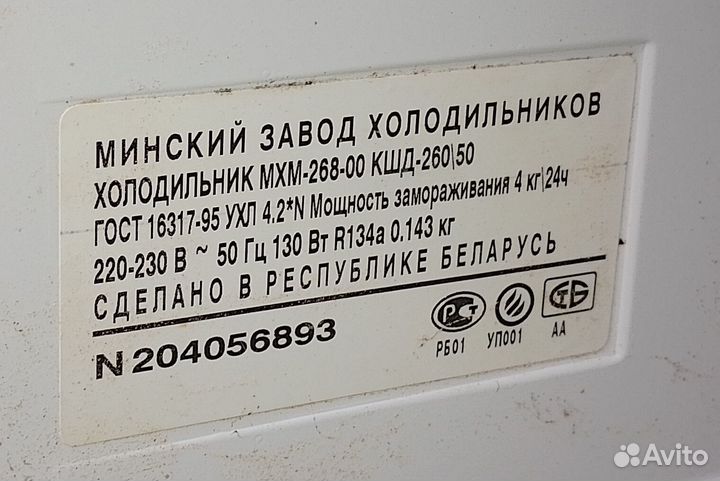 МИНСКИЙ ЗАВОД ХОЛОДИЛЬНИКОВ
ХОЛОДИЛЬНИК МХМ-268-00 КШД-260\50
ГОСТ 16317-95 УХЛ 4.2*N Мощность замораживания 4 кг\24ч
220-230 В ~ 50 Гц 130 Вт R134a 0.143 кг
СДЕЛАНО В РЕСПУБЛИКЕ БЕЛАРУСЬ
N 204056893
РСТ СТБ
РБ01 УП001 АА
Avito